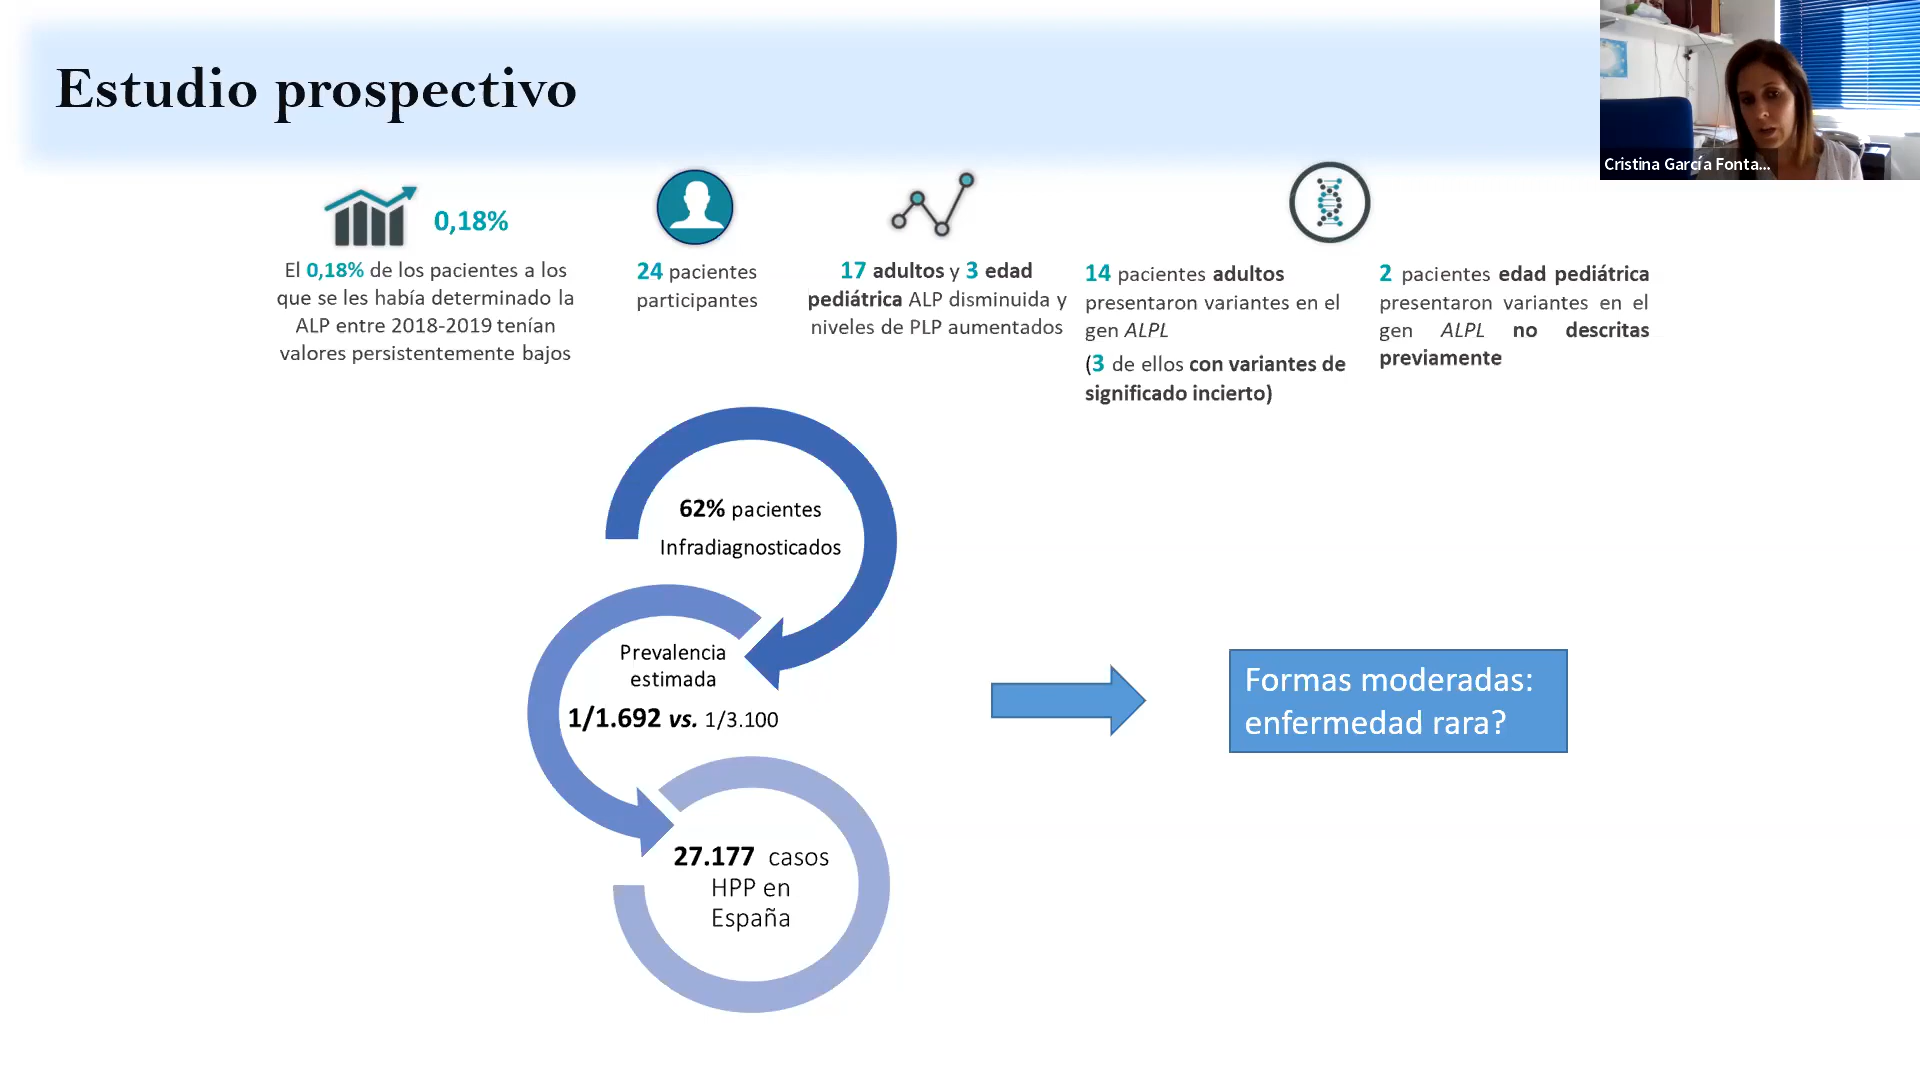 Estudio prospectivo
Cristina García Fonta...
0,18%
El 0,18% de los pacientes a los
que se les había determinado la
ALP entre 2018-2019 tenían
valores persistentemente bajos
24 pacientes
participantes
17 adultos y 3 edad
pediátrica ALP disminuida y
niveles de PLP aumentados
14 pacientes adultos
presentaron variantes en el
gen ALPL
(3 de ellos con variantes de
significado incierto)
2 pacientes edad pediátrica
presentaron variantes en el
gen ALPL no descritas
previamente
62% pacientes
Infradiagnosticados
Prevalencia
estimada
1/1.692 vs. 1/3.100
27.177 casos
HPP en
España
Formas moderadas:
enfermedad rara?